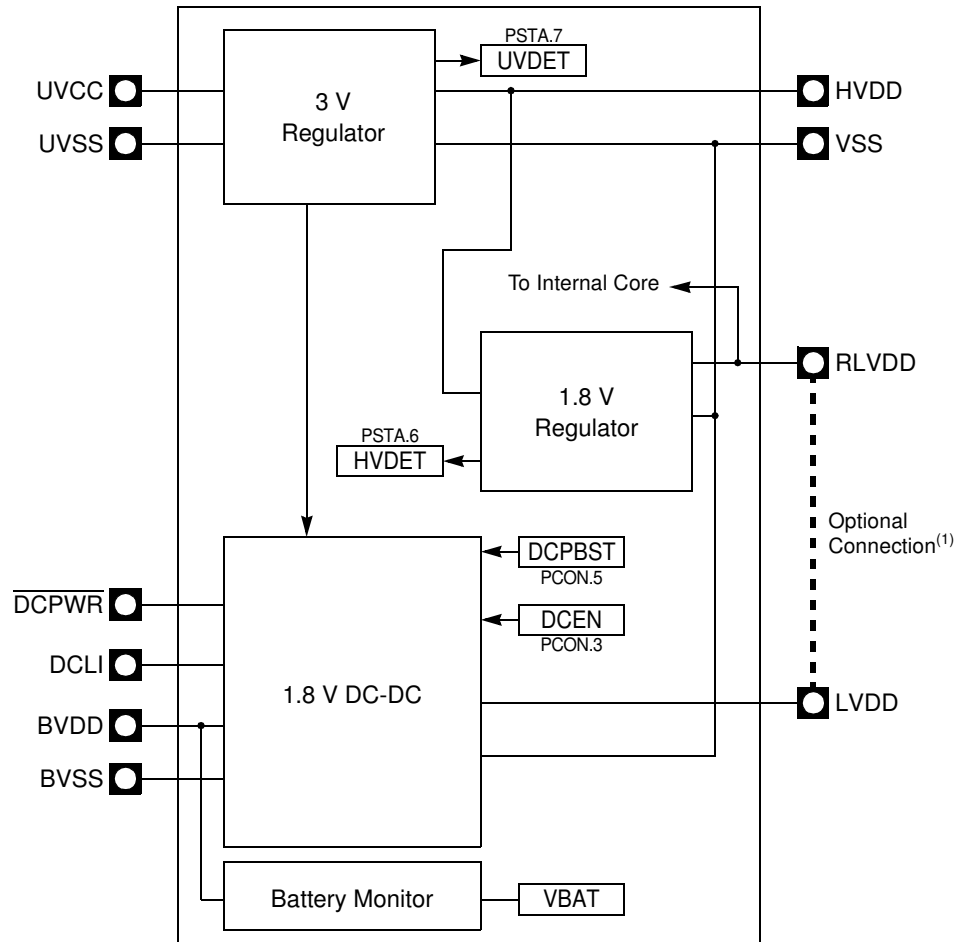 PSTA.7
UVDET
UVCC
UVSS
3 V
Regulator
HVDD
VSS
To Internal Core
1.8 V
Regulator
RLVDD
PSTA.6
HVDET
Optional
Connection(1)
DCPBST
PCON.5
DCEN
PCON.3
DCPWR
DCLI
BVDD
BVSS
1.8 V DC-DC
LVDD
Battery Monitor
VBAT